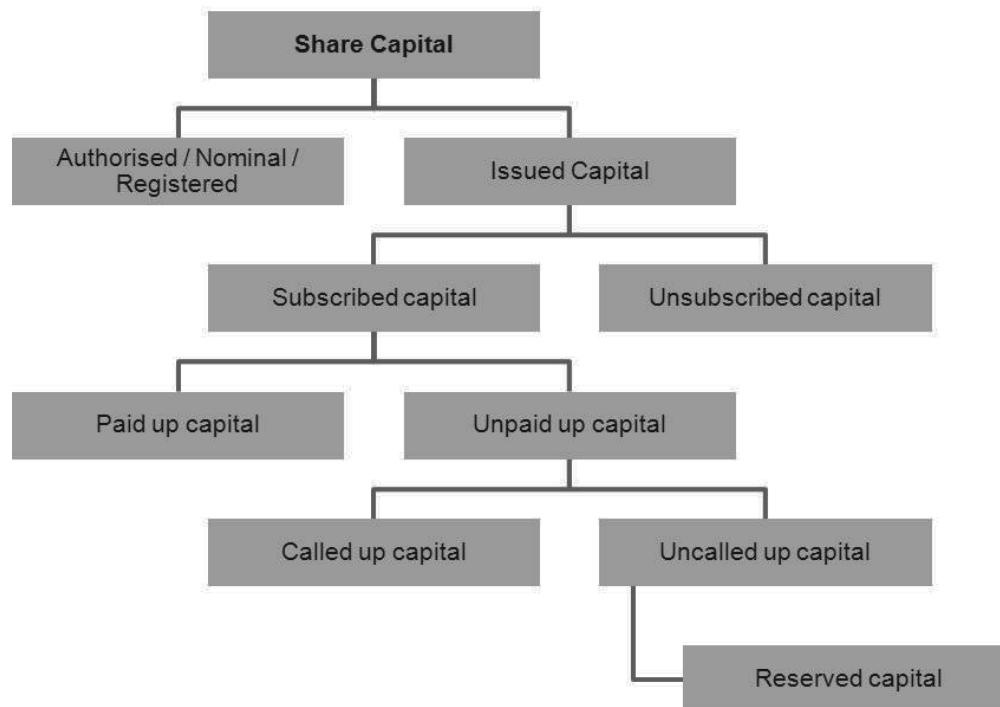 Share Capital
Authorised / Nominal /
Registered
Issued Capital
Subscribed capital
Unsubscribed capital
Paid up capital
Unpaid up capital
Called up capital
Uncalled up capital
Reserved capital